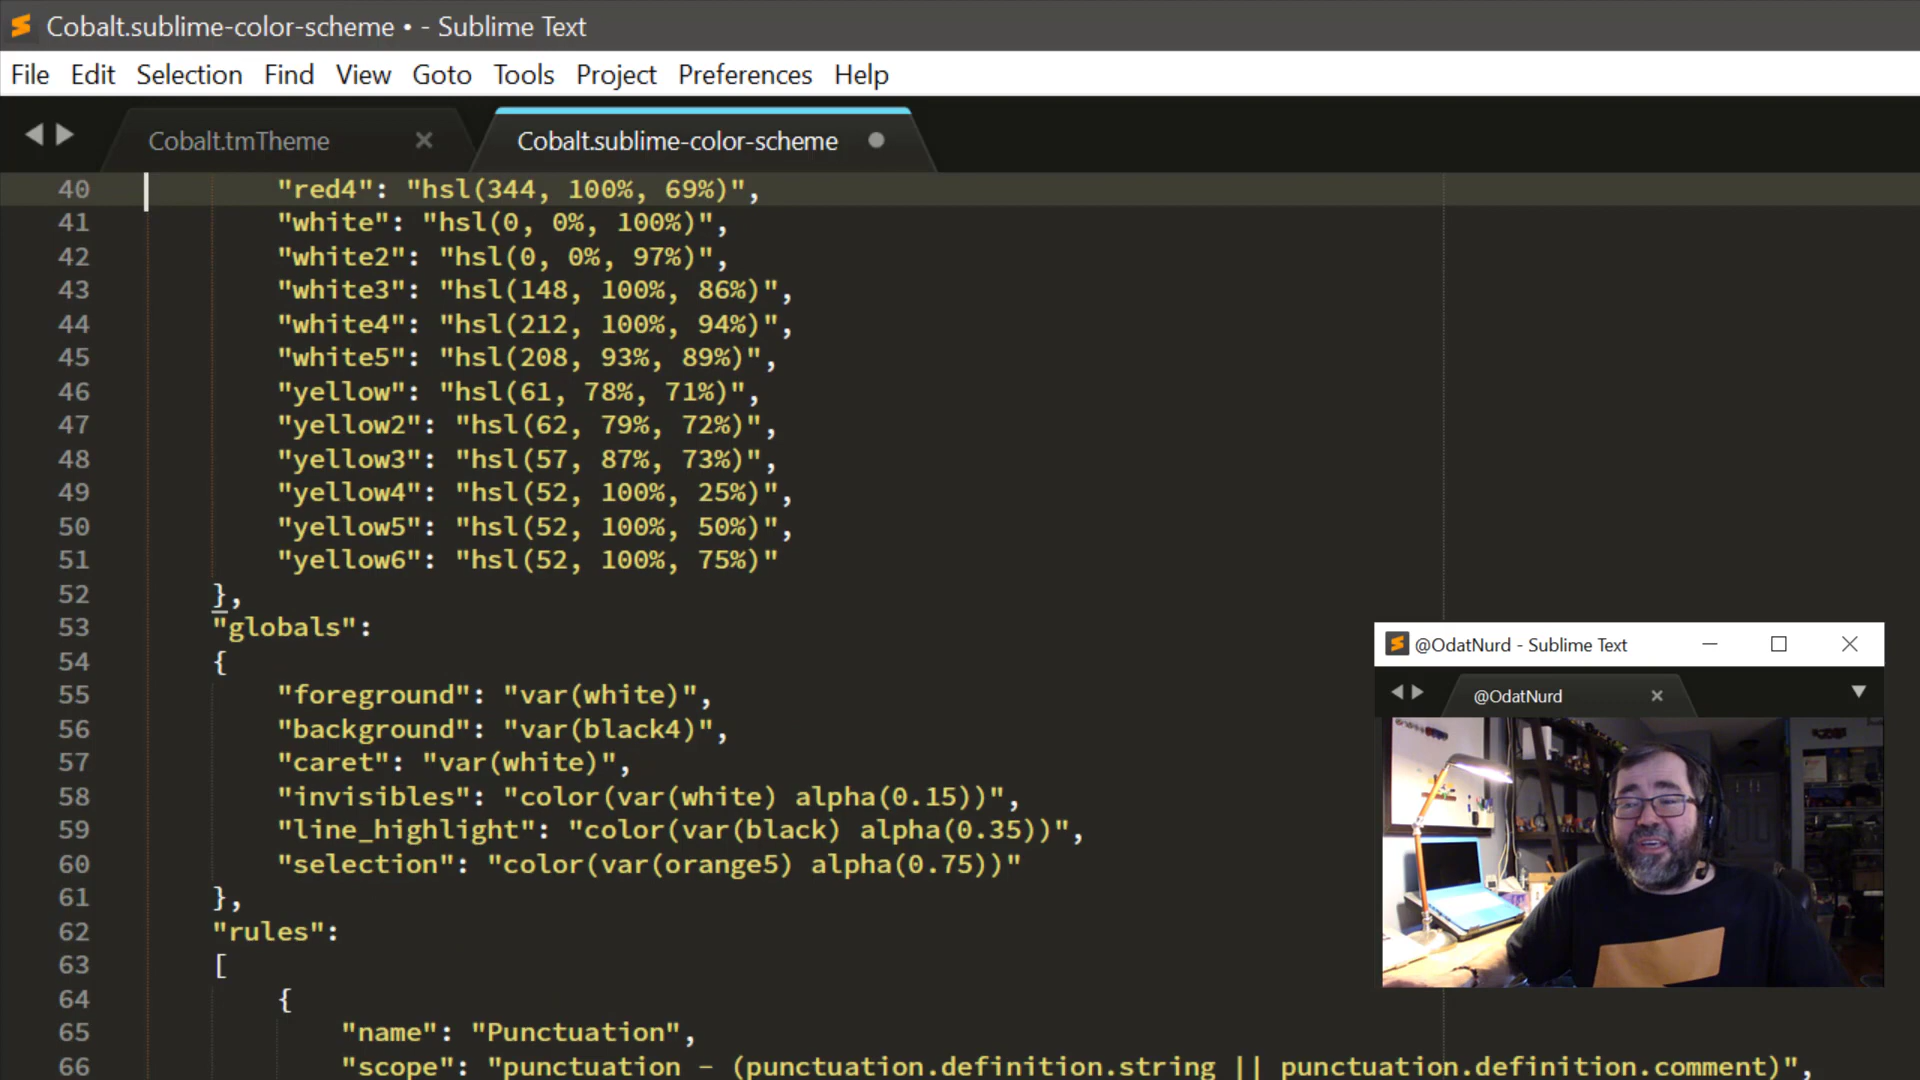 Cobalt.sublime-color-scheme • - Sublime Text
File Edit Selection Find View Goto Tools Project Preferences Help
Cobalt.tmTheme × Cobalt.sublime-color-scheme
40 "red4": "hsl(344, 100%, 69%)",
41 "white": "hsl(0, 0%, 100%)",
42 "white2": "hsl(0, 0%, 97%)",
43 "white3": "hsl(148, 100%, 86%)",
44 "white4": "hsl(212, 100%, 94%)",
45 "white5": "hsl(208, 93%, 89%)",
46 "yellow": "hsl(61, 78%, 71%)",
47 "yellow2": "hsl(62, 79%, 72%)",
48 "yellow3": "hsl(57, 87%, 73%)",
49 "yellow4": "hsl(52, 100%, 25%)",
50 "yellow5": "hsl(52, 100%, 50%)",
51 "yellow6": "hsl(52, 100%, 75%)"
52 },
53 "globals":
54 {
55 "foreground": "var(white)",
56 "background": "var(black4)",
57 "caret": "var(white)",
58 "invisibles": "color(var(white) alpha(0.15))",
59 "line_highlight": "color(var(black) alpha(0.35))",
60 "selection": "color(var(orange5) alpha(0.75))"
61 },
62 "rules":
63 [
64 {
65 "name": "Punctuation",
66 "scope": "punctuation - (punctuation.definition.string || punctuation.definition.comment)",
@OdatNurd - Sublime Text
@OdatNurd ×